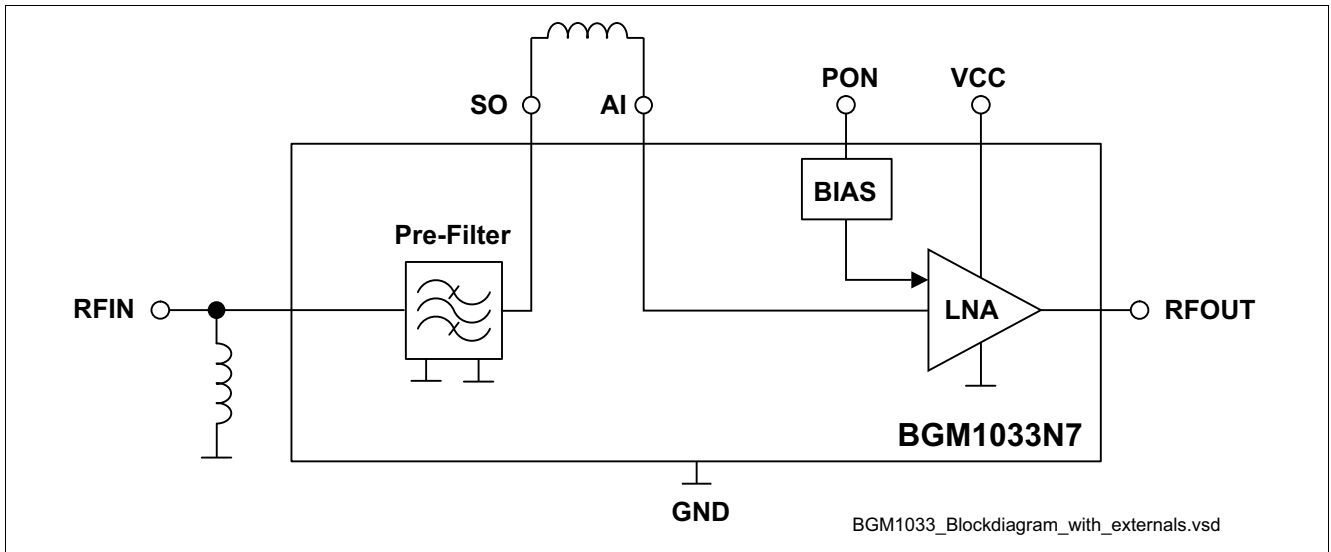 SO
AI
PON
VCC
BIAS
Pre-Filter
RFIN
LNA
RFOUT
BGM1033N7
GND
BGM1033_Blockdiagram_with_externals.vsd